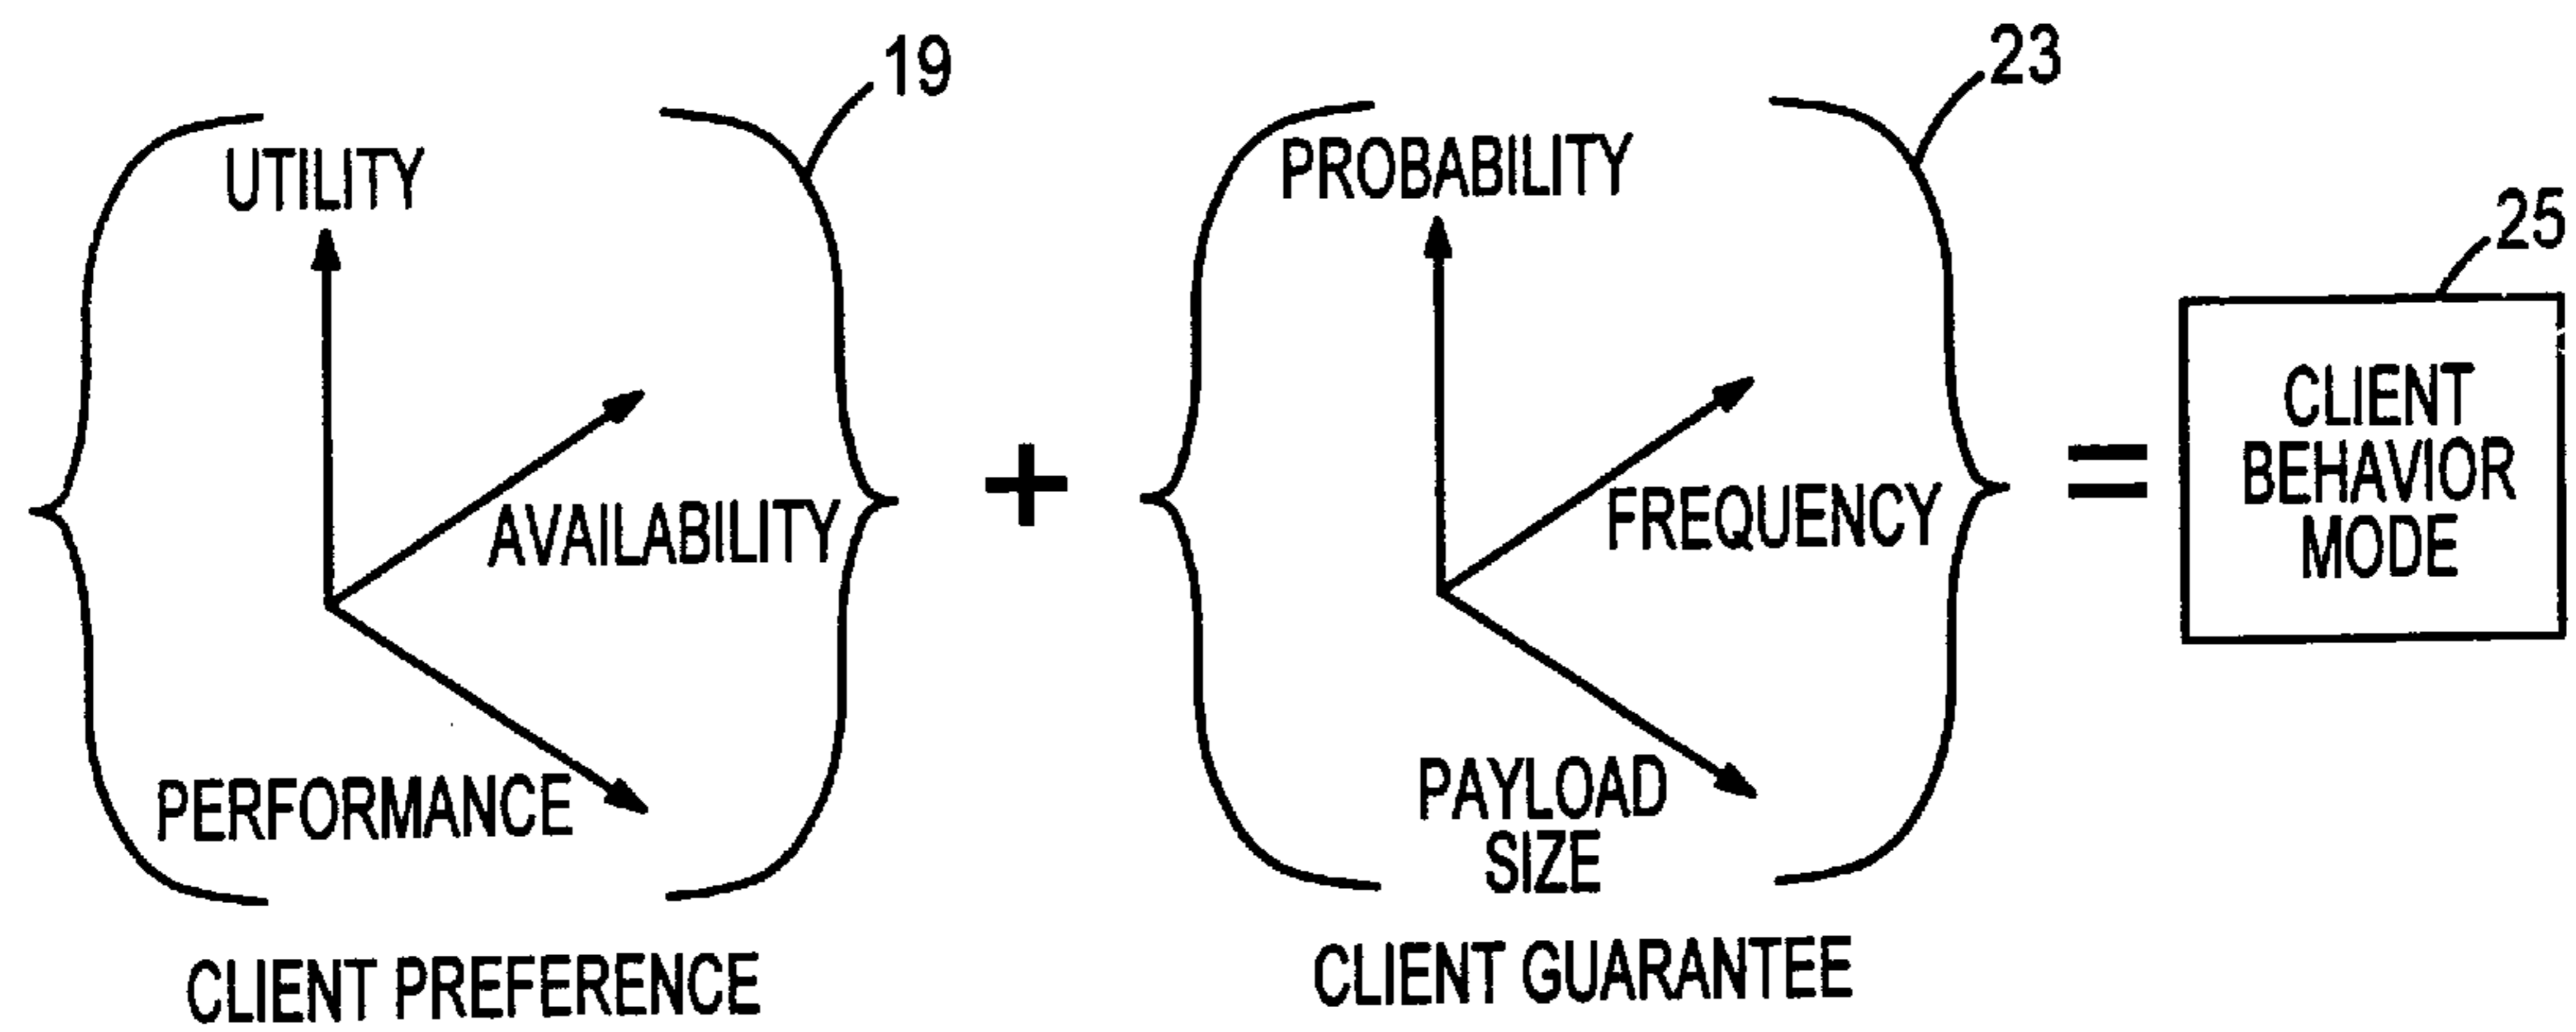 19
UTILITY
AVAILABILITY
PERFORMANCE
CLIENT PREFERENCE
+
23
PROBABILITY
FREQUENCY
PAYLOAD
SIZE
CLIENT GUARANTEE
=
25
CLIENT
BEHAVIOR
MODE